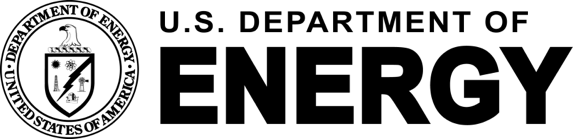 DEPARTMENT OF ENERGY
UNITED STATES OF AMERICA
U.S. DEPARTMENT OF
ENERGY